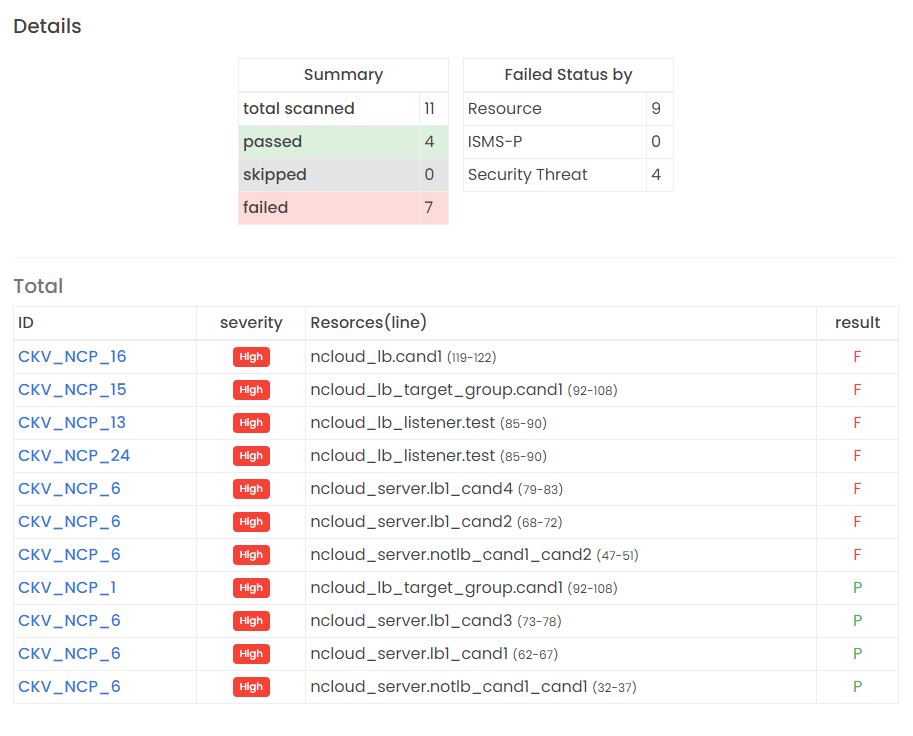 Details
Summary
total scanned 11
passed 4
skipped 0
failed 7
Failed Status by
Resource 9
ISMS-P 0
Security Threat 4
Total
ID severity Resorces(line) result
CKV_NCP_16 High ncloud_lb.cand1 (119-122) F
CKV_NCP_15 High ncloud_lb_target_group.cand1 (92-108) F
CKV_NCP_13 High ncloud_lb_listener.test (85-90) F
CKV_NCP_24 High ncloud_lb_listener.test (85-90) F
CKV_NCP_6 High ncloud_server.lb1_cand4 (79-83) F
CKV_NCP_6 High ncloud_server.lb1_cand2 (68-72) F
CKV_NCP_6 High ncloud_server.notlb_cand1_cand2 (47-51) F
CKV_NCP_1 High ncloud_lb_target_group.cand1 (92-108) P
CKV_NCP_6 High ncloud_server.lb1_cand3 (73-78) P
CKV_NCP_6 High ncloud_server.lb1_cand1 (62-67) P
CKV_NCP_6 High ncloud_server.notlb_cand1_cand1 (32-37) P